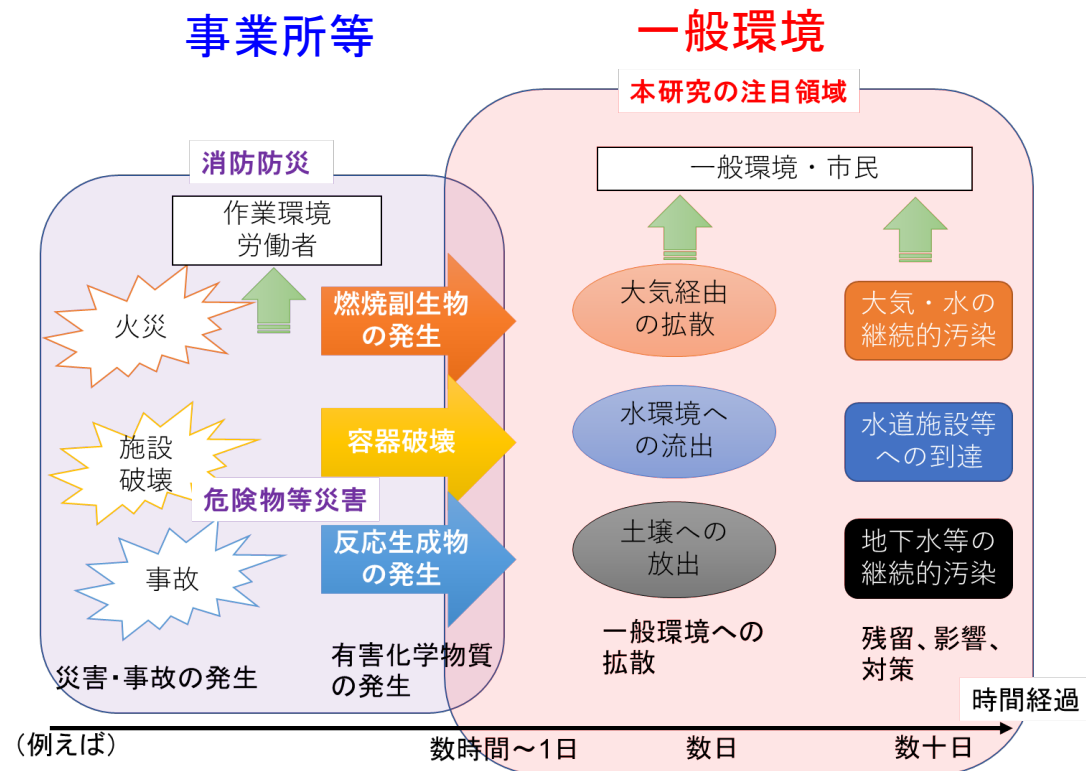 事業所等
一般環境
本研究の注目領域
消防防災
一般環境・市民
作業環境
労働者
火災
燃焼副生物
の発生
大気経由
の拡散
大気・水の
継続的汚染
施設
破壊
容器破壊
水環境へ
の流出
水道施設等
への到達
危険物等災害
事故
反応生成物
の発生
土壌への
放出
地下水等の
継続的汚染
災害・事故の発生
有害化学物質
の発生
一般環境への
拡散
残留、影響、
対策
時間経過
（例えば）
数時間～1日
数日
数十日